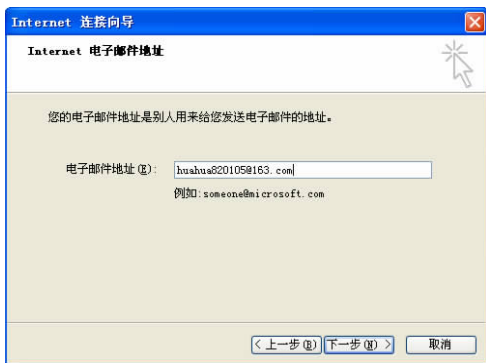 Internet 连接向导
Internet 电子邮件地址
您的电子邮件地址是别人用来给您发送电子邮件的地址。
电子邮件地址(E): huahua820105@163.com
例如:someone@microsoft.com
<上一步(B) 下一步(N)> 取消